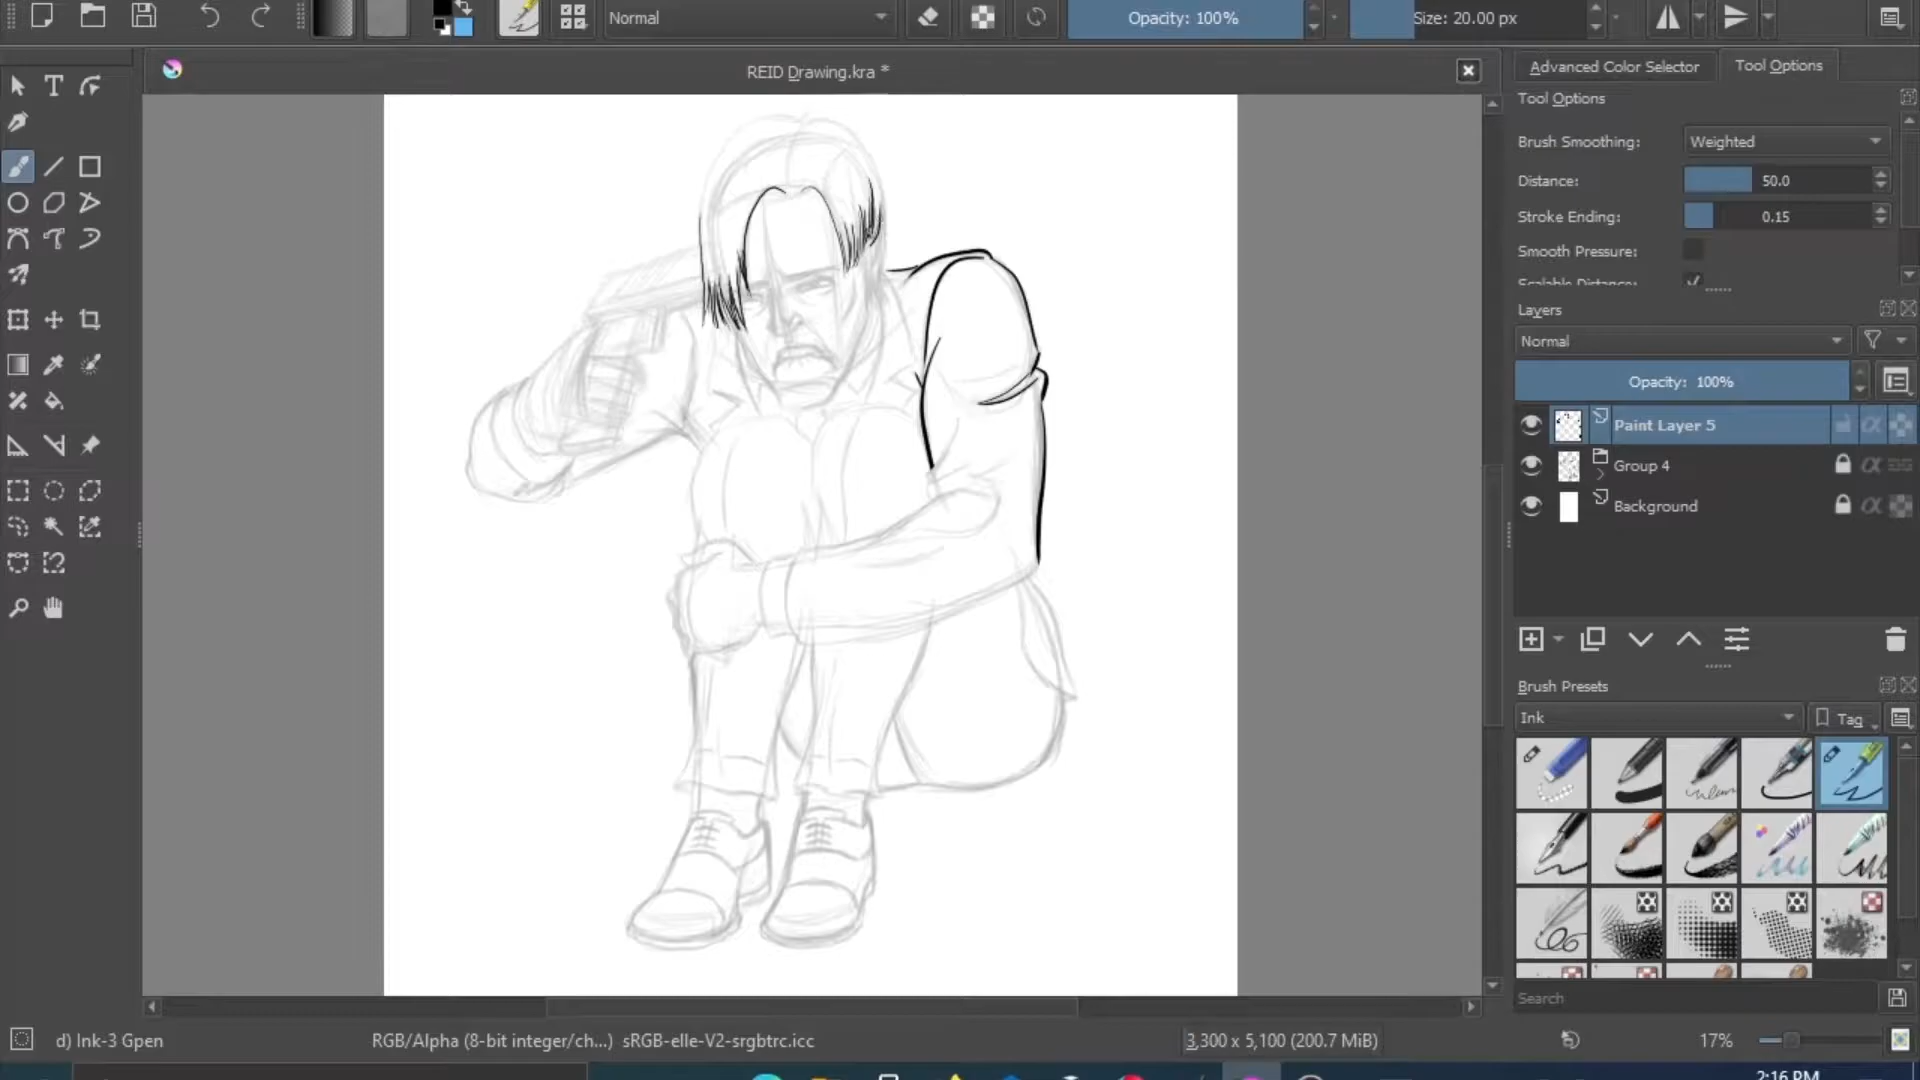 Normal
Opacity: 100%
Size: 20.00 px
REID Drawing.kra *
Advanced Color Selector
Tool Options
Tool Options
Brush Smoothing:
Weighted
Distance:
50.0
Stroke Ending:
0.15
Smooth Pressure:
Scalable Distance:
Layers
Normal
Opacity: 100%
Paint Layer 5
Group 4
Background
Brush Presets
Ink
Tag
Search
d) Ink-3 Gpen
RGB/Alpha (8-bit integer/ch...) sRGB-elle-V2-srgbtrc.icc
3,300 x 5,100 (200.7 MiB)
17%
2:16 PM